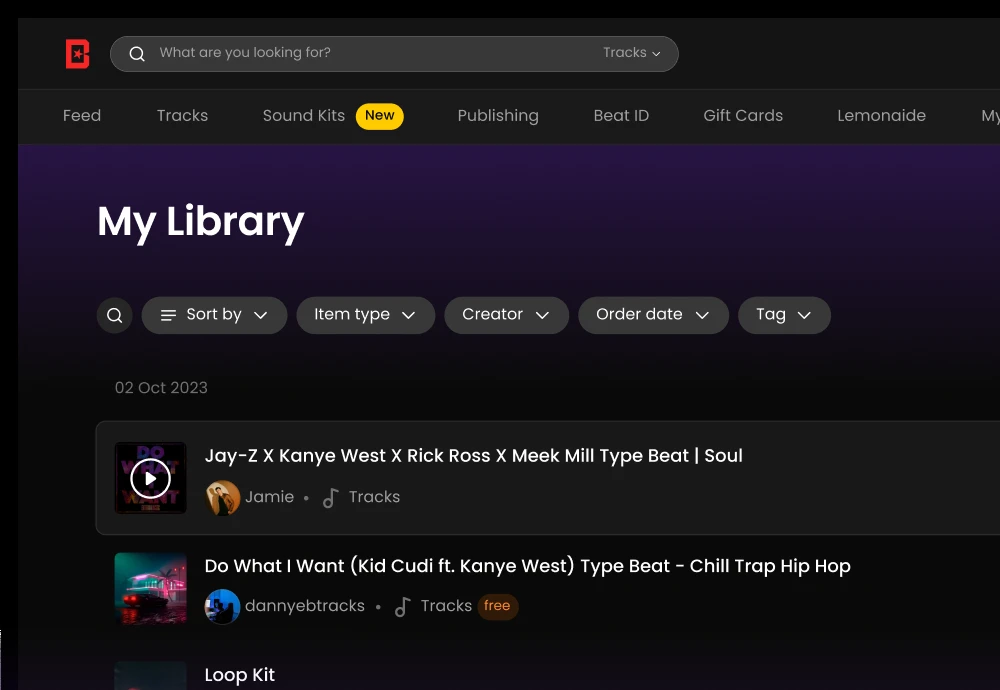 What are you looking for? Tracks
Feed Tracks Sound Kits New Publishing Beat ID Gift Cards Lemonaide My
My Library
Sort by Item type Creator Order date Tag
02 Oct 2023
DO
WHAT
I
WANT
Jay-Z X Kanye West X Rick Ross X Meek Mill Type Beat | Soul
Jamie • Tracks
Do What I Want (Kid Cudi ft. Kanye West) Type Beat - Chill Trap Hip Hop
dannyebtracks • Tracks free
Loop Kit